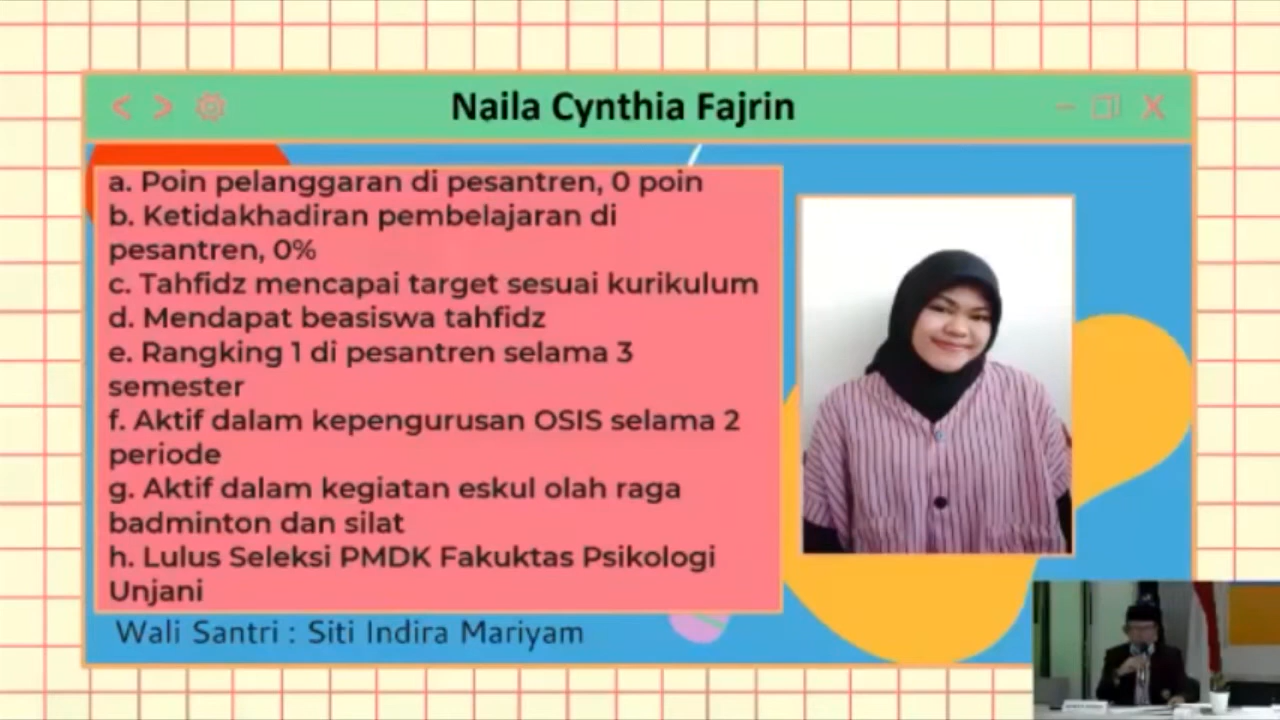 Naila Cynthia Fajrin
a. Poin pelanggaran di pesantren, 0 poin
b. Ketidakhadiran pembelajaran di
pesantren, 0%
c. Tahfidz mencapai target sesuai kurikulum
d. Mendapat beasiswa tahfidz
e. Rangking 1 di pesantren selama 3
semester
f. Aktif dalam kepengurusan OSIS selama 2
periode
g. Aktif dalam kegiatan eskul olah raga
badminton dan silat
h. Lulus Seleksi PMDK Fakuktas Psikologi
Unjani
Wali Santri : Siti Indira Mariyam